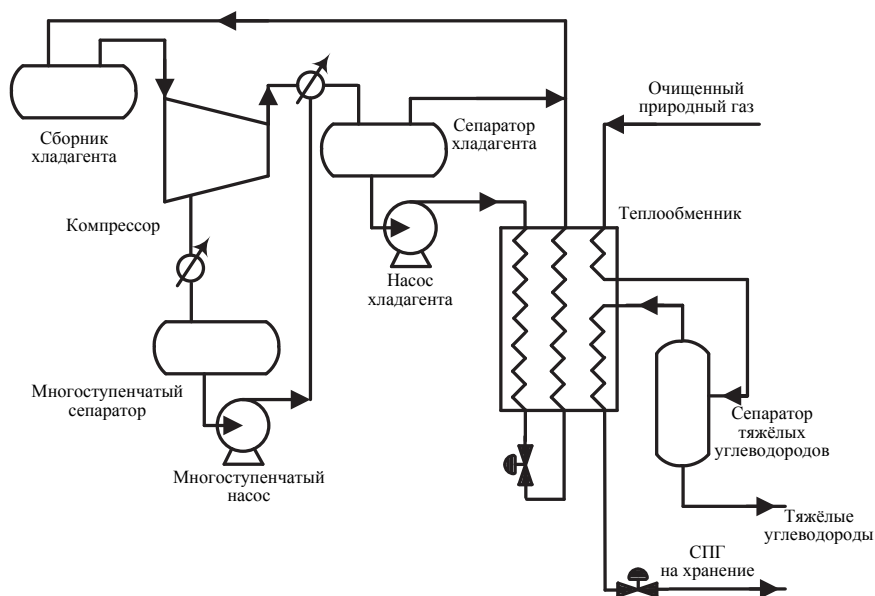 Очищенный
природный газ
Сборник
хладагента
Сепаратор
хладагента
Компрессор
Теплообменник
Насос
хладагента
Многоступенчатый
сепаратор
Сепаратор
тяжёлых
углеводородов
Многоступенчатый
насос
Тяжёлые
углеводороды
СПГ
на хранение